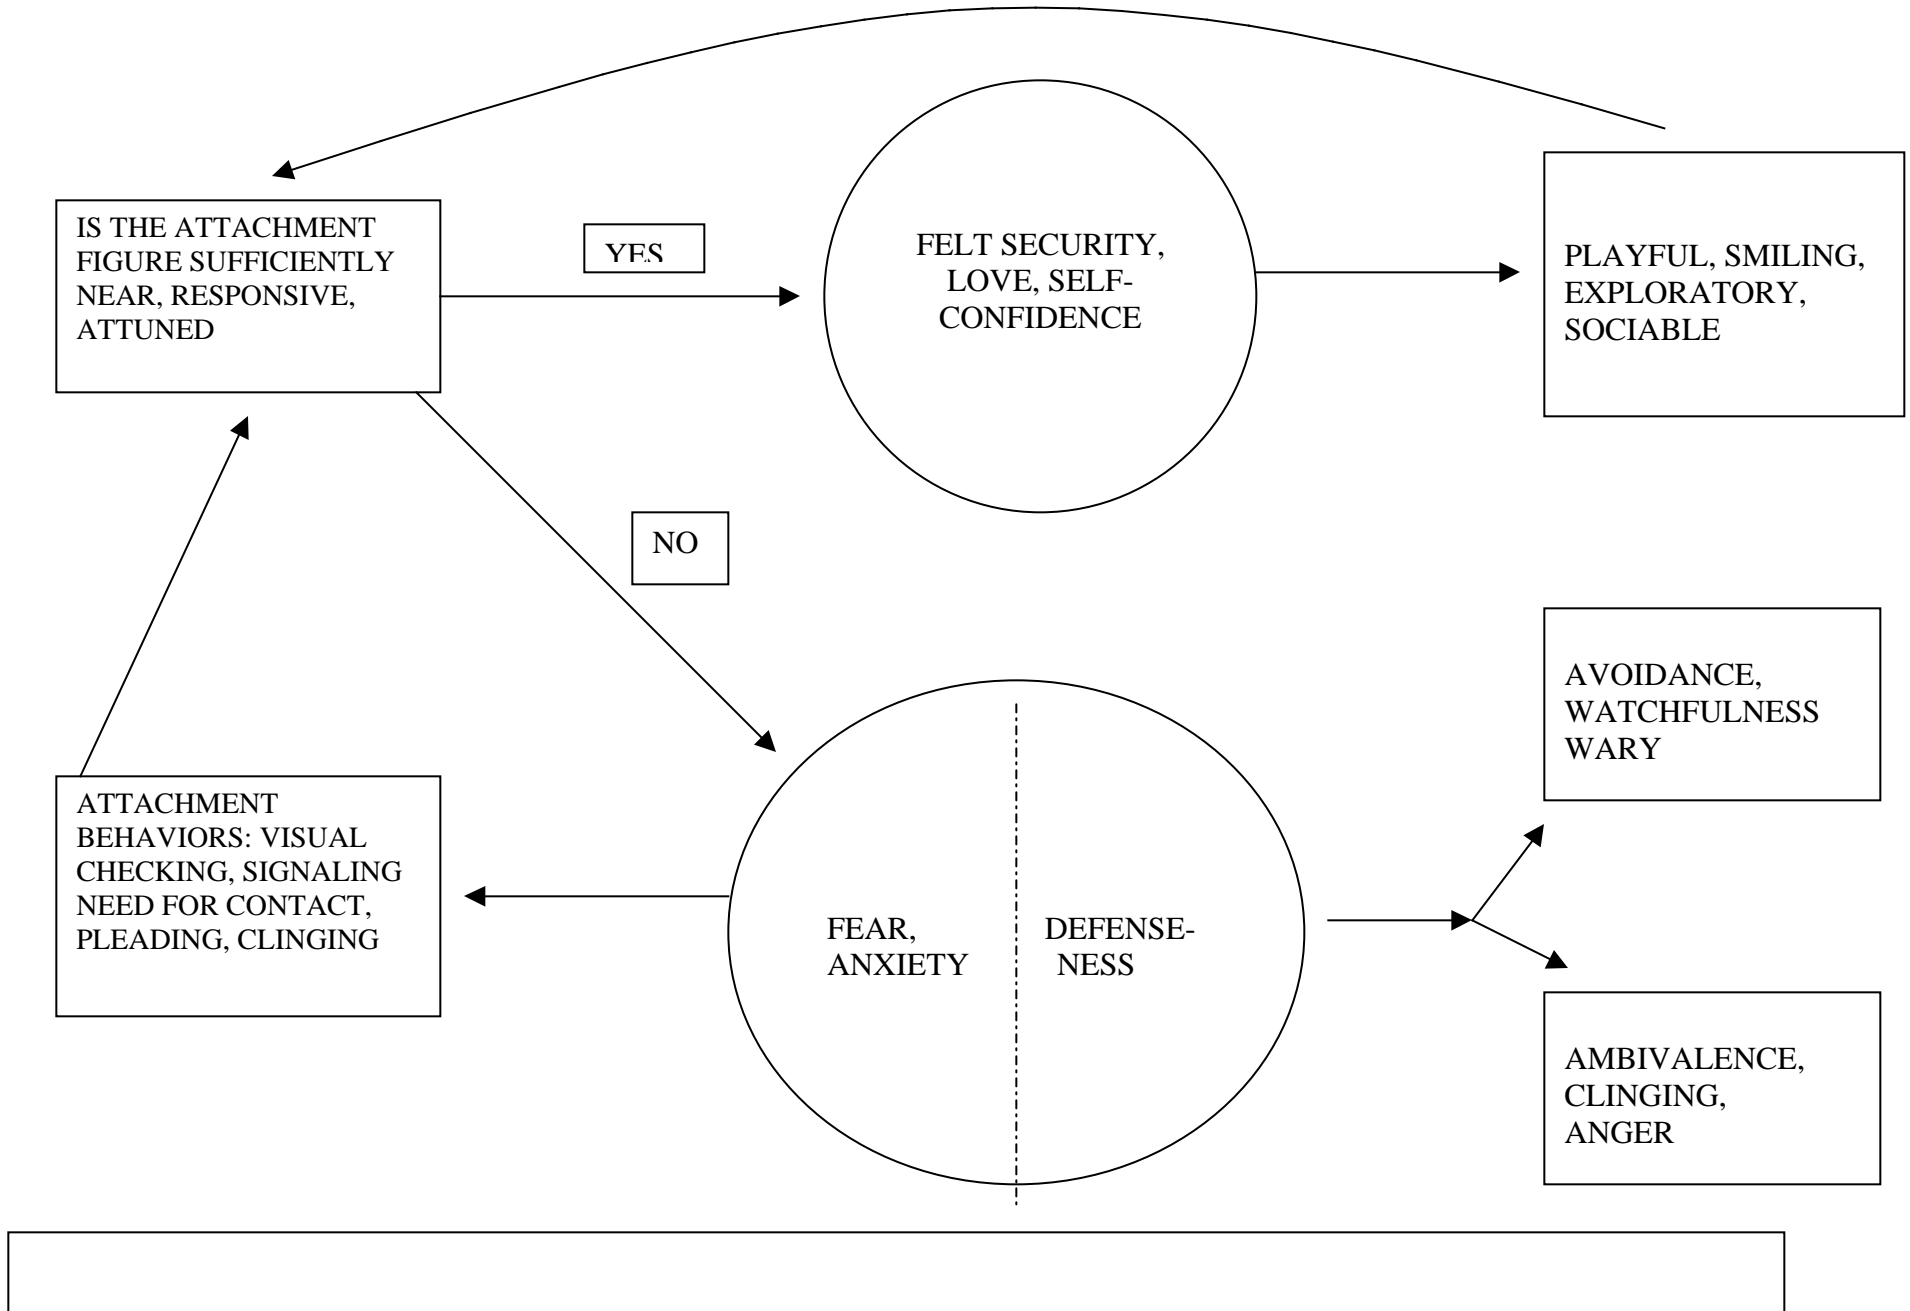 IS THE ATTACHMENT
FIGURE SUFFICIENTLY
NEAR, RESPONSIVE,
ATTUNED
YES
FELT SECURITY,
LOVE, SELF-
CONFIDENCE
PLAYFUL, SMILING,
EXPLORATORY,
SOCIABLE
NO
AVOIDANCE,
WATCHFULNESS
WARY
ATTACHMENT
BEHAVIORS: VISUAL
CHECKING, SIGNALING
NEED FOR CONTACT,
PLEADING, CLINGING
FEAR,
ANXIETY
DEFENSE-
NESS
AMBIVALENCE,
CLINGING,
ANGER